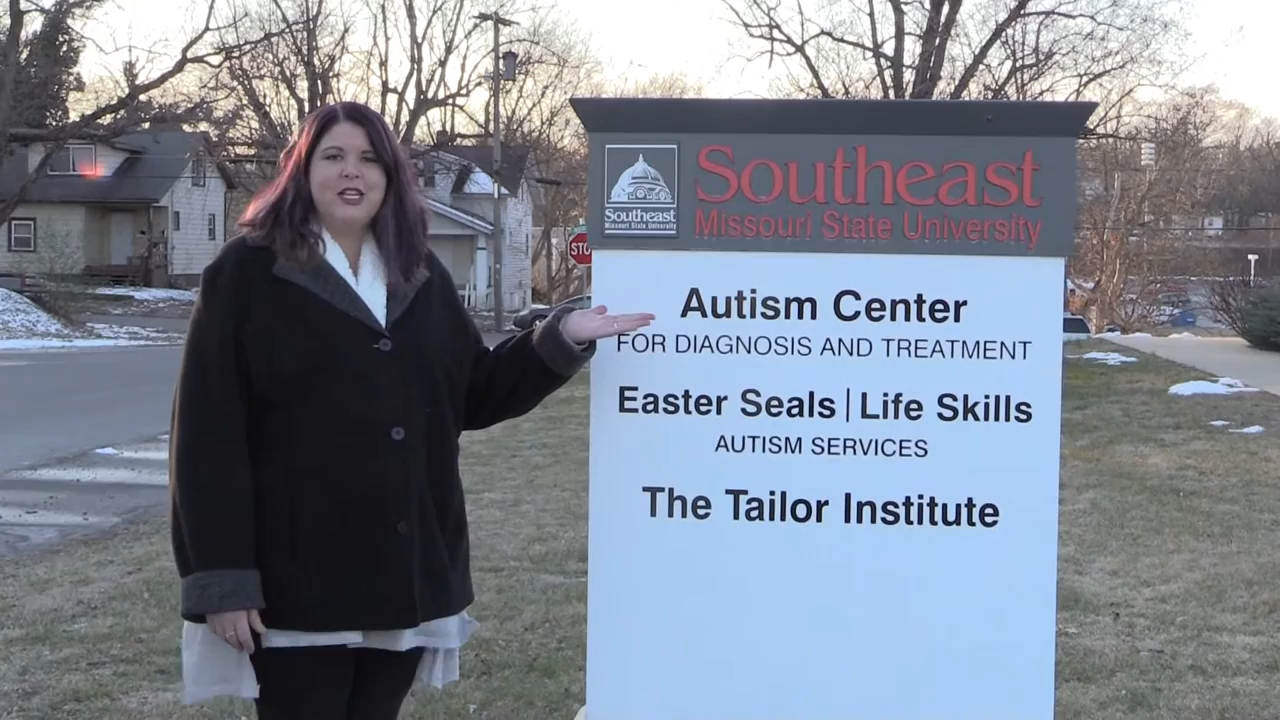 Southeast
Missouri State University
Southeast
Missouri State University
Autism Center
FOR DIAGNOSIS AND TREATMENT
Easter Seals | Life Skills
AUTISM SERVICES
The Tailor Institute
STO